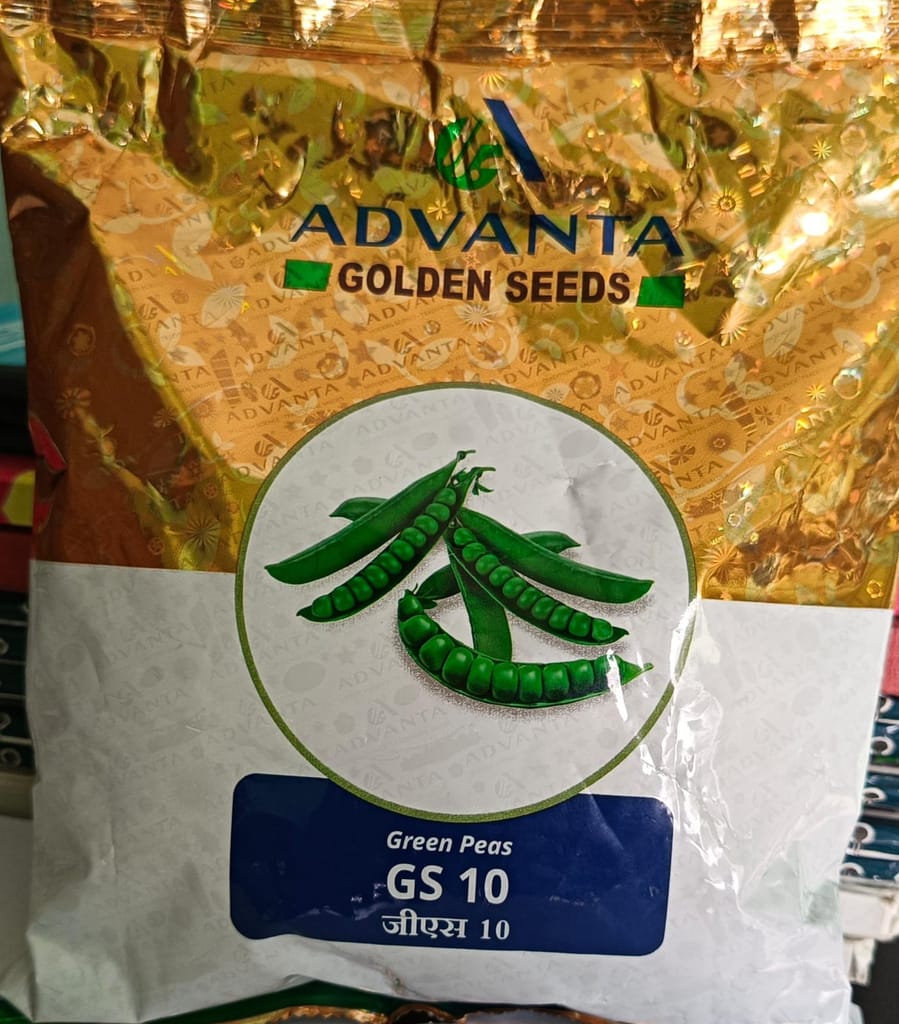 ADVANTA
GOLDEN SEEDS
Green Peas
GS 10
जीएस 10